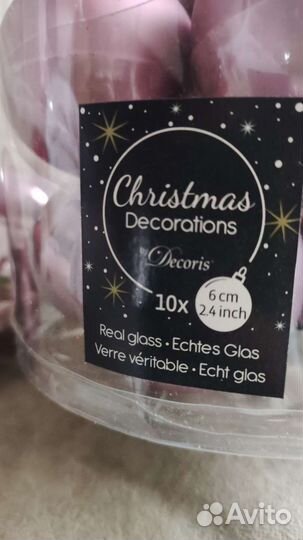 Christmas
Decorations
by Decoris
10x
6 cm
2.4 inch
Real glass • Echtes Glas
Verre véritable • Echt glas
Avito